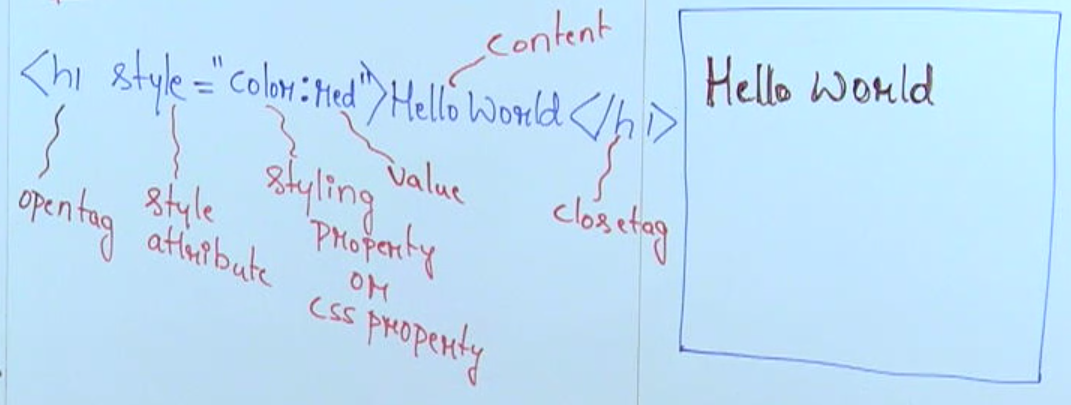 content
<h1 style="color:red">Hello World</h1>
Hello World
opentag
style
attribute
styling
property
or
css property
value
closetag